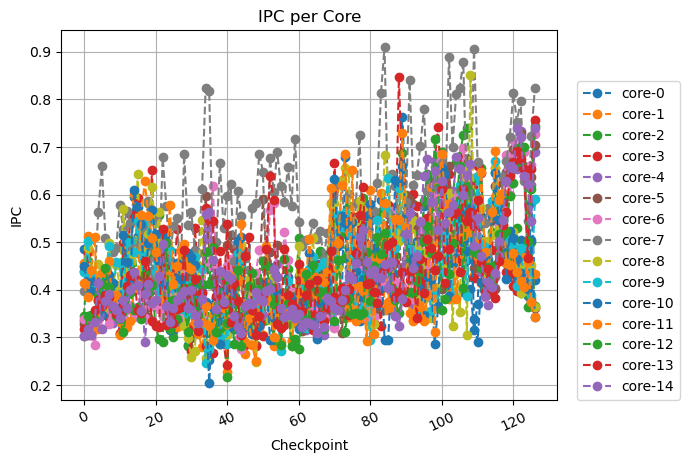 IPC per Core
IPC
0.9
0.8
0.7
0.6
0.5
0.4
0.3
0.2
0
20
40
60
80
100
120
Checkpoint
core-0
core-1
core-2
core-3
core-4
core-5
core-6
core-7
core-8
core-9
core-10
core-11
core-12
core-13
core-14